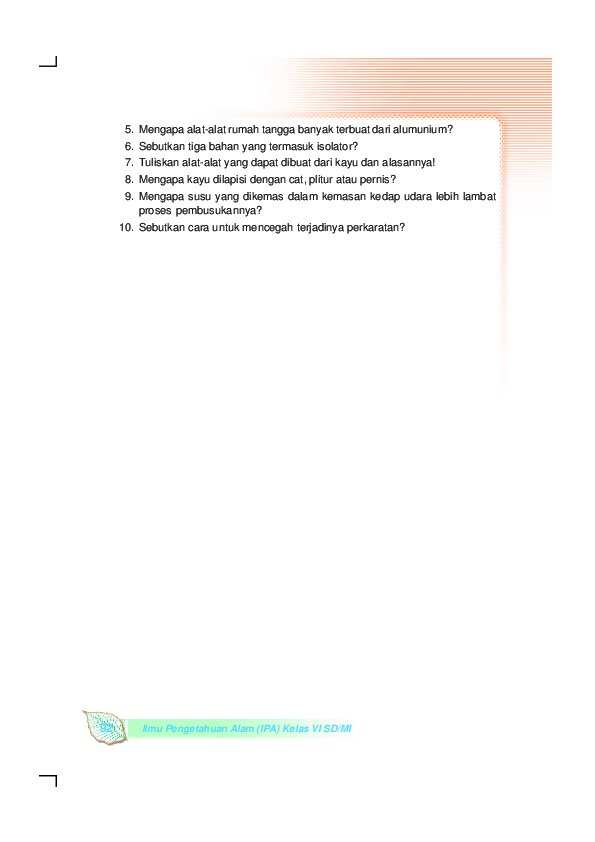 5. Mengapa alat-alat rumah tangga banyak terbuat dari alumunium?
6. Sebutkan tiga bahan yang termasuk isolator?
7. Tuliskan alat-alat yang dapat dibuat dari kayu dan alasannya!
8. Mengapa kayu dilapisi dengan cat, plitur atau pernis?
9. Mengapa susu yang dikemas dalam kemasan kedap udara lebih lambat
proses pembusukannya?
10. Sebutkan cara untuk mencegah terjadinya perkaratan?
92
Ilmu Pengetahuan Alam (IPA) Kelas VI SD/MI